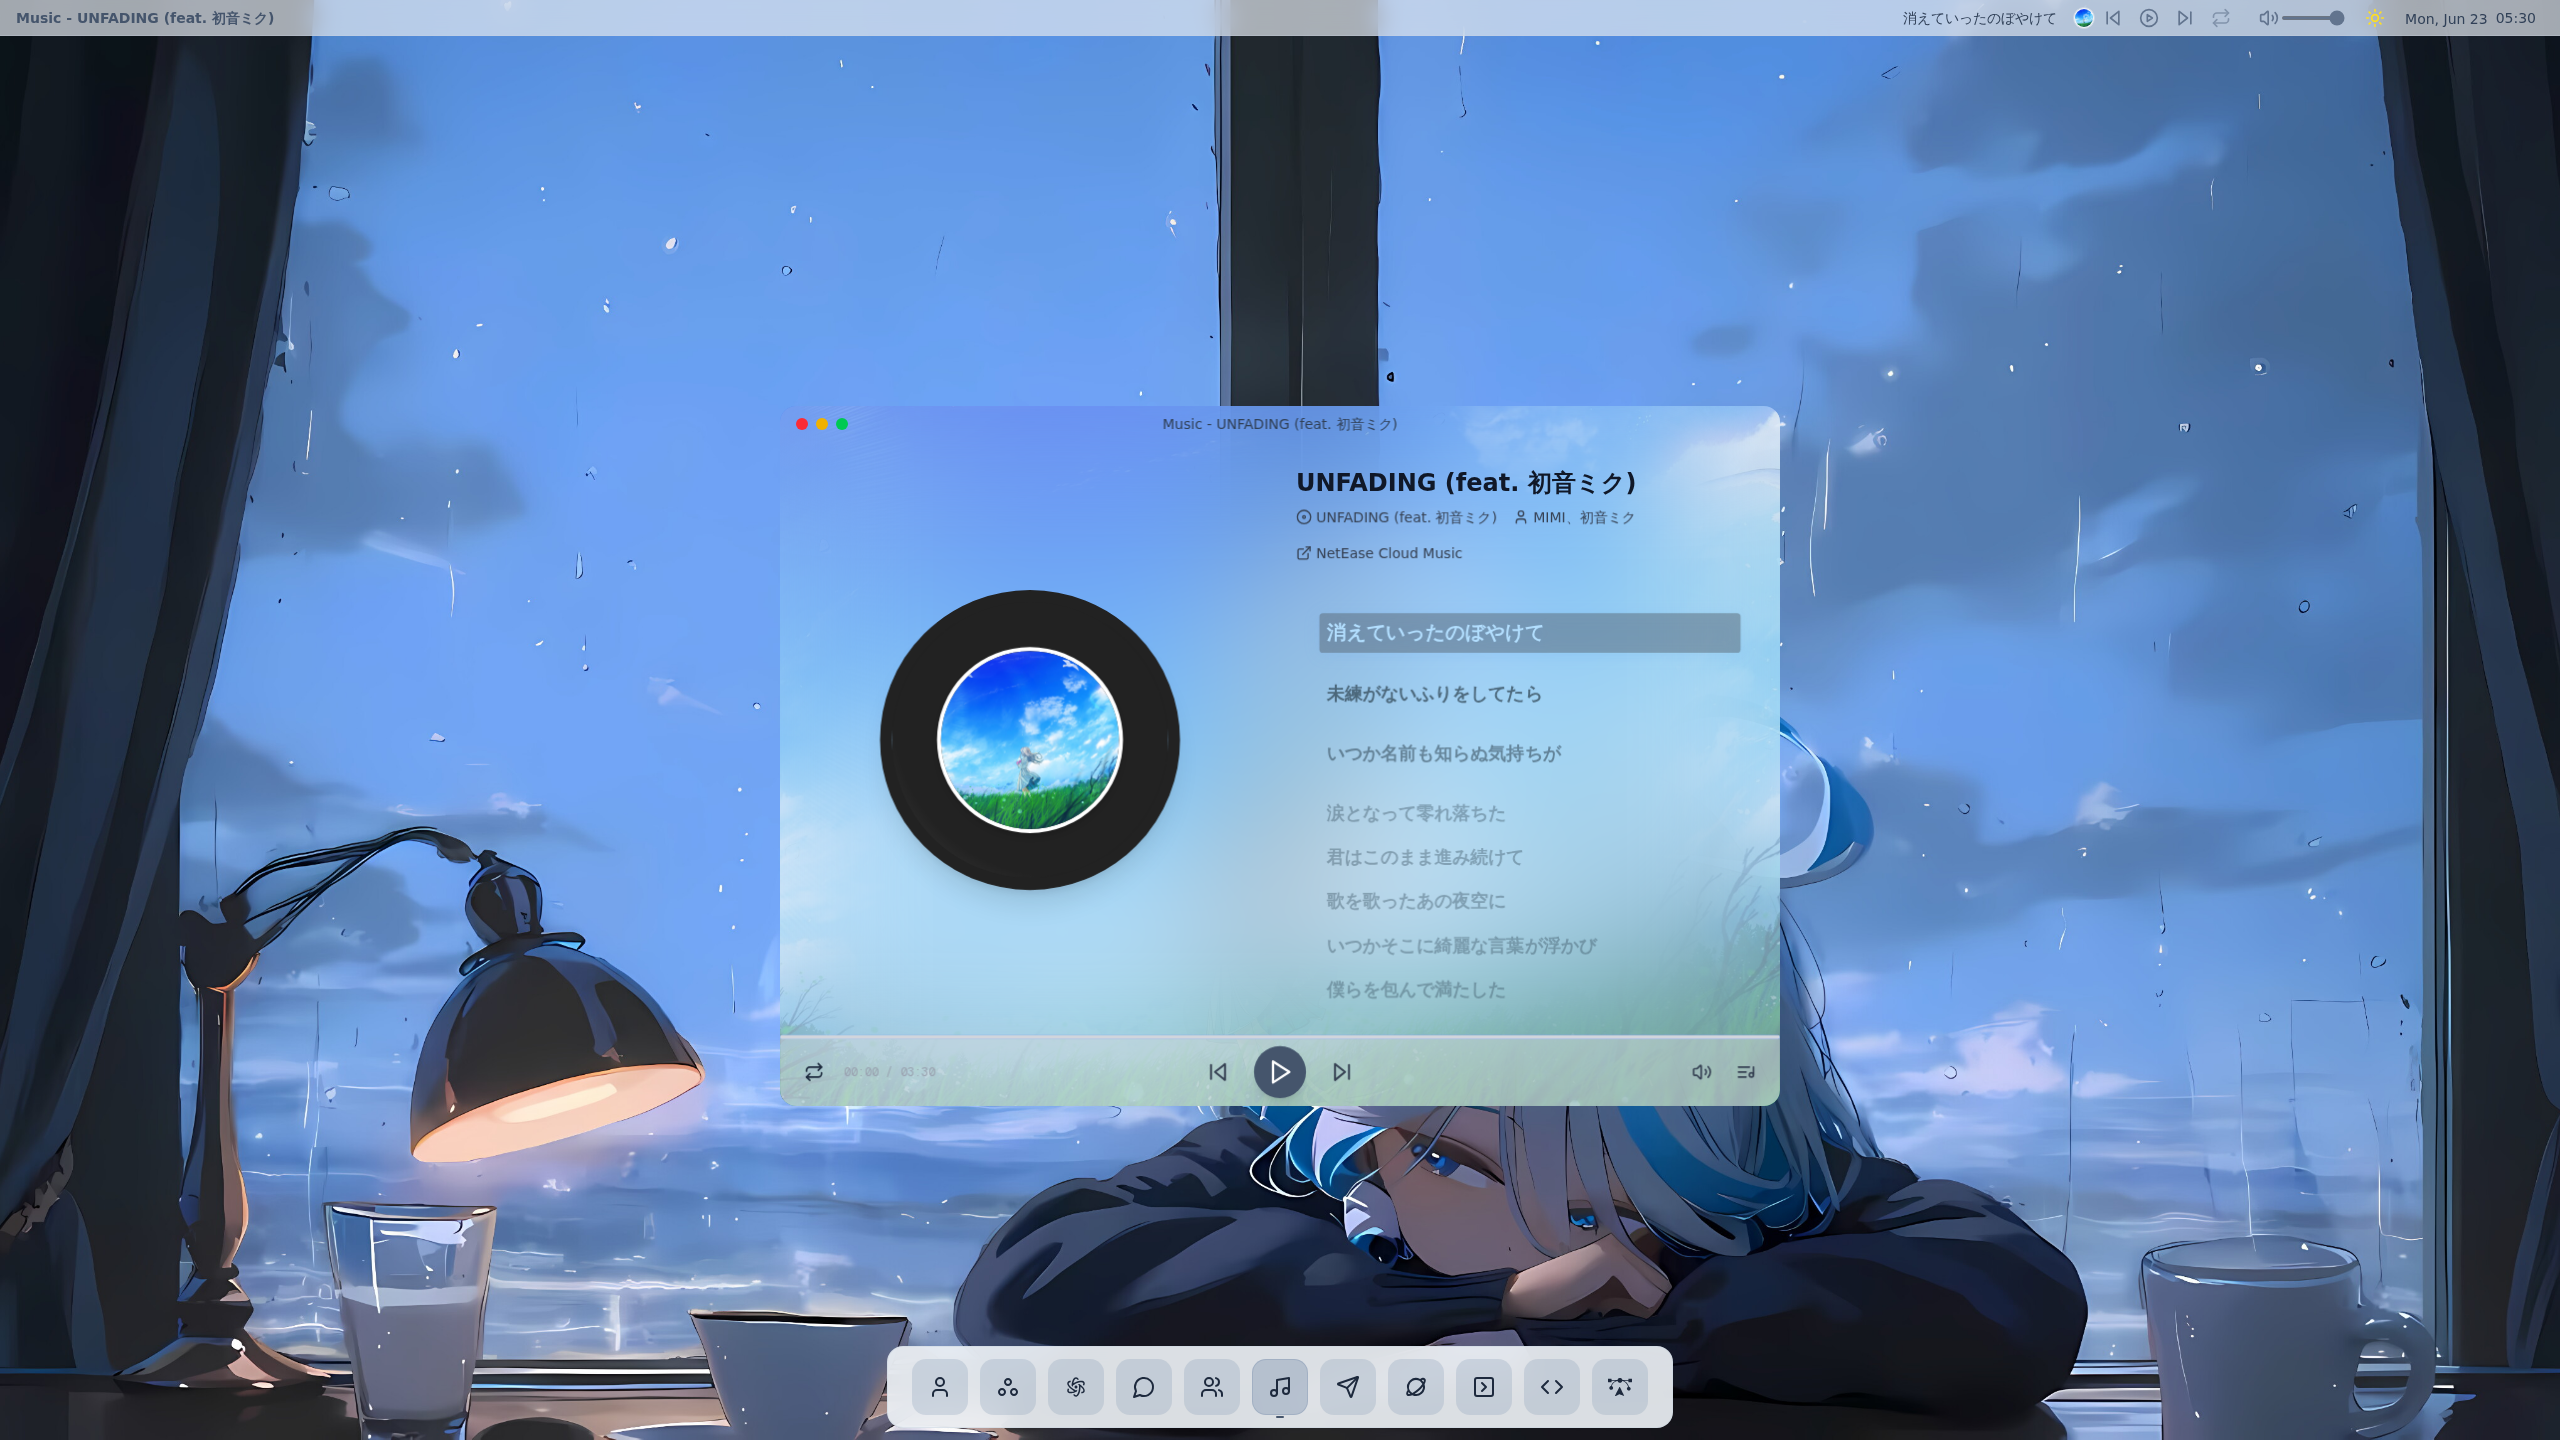 Music - UNFADING (feat. 初音ミク)
消えていったのぼやけて
Mon, Jun 23 05:30
Music - UNFADING (feat. 初音ミク)
UNFADING (feat. 初音ミク)
UNFADING (feat. 初音ミク) MIMI、初音ミク
NetEase Cloud Music
消えていったのぼやけて
未練がないふりをしてたら
いつか名前も知らぬ気持ちが
涙となって零れ落ちた
君はこのまま進み続けて
歌を歌ったあの夜空に
いつかそこに綺麗な言葉が浮かび
僕らを包んで満たした
00:00 / 03:30